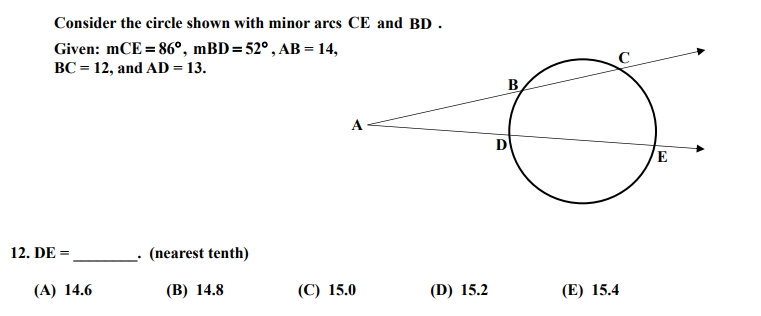 Consider the circle shown with minor arcs CE and BD .
Given: mCE = 86°, mBD = 52° , AB = 14,
BC = 12, and AD = 13.
C
B
A
D
E
12. DE = ________. (nearest tenth)
(A) 14.6 (B) 14.8 (C) 15.0 (D) 15.2 (E) 15.4